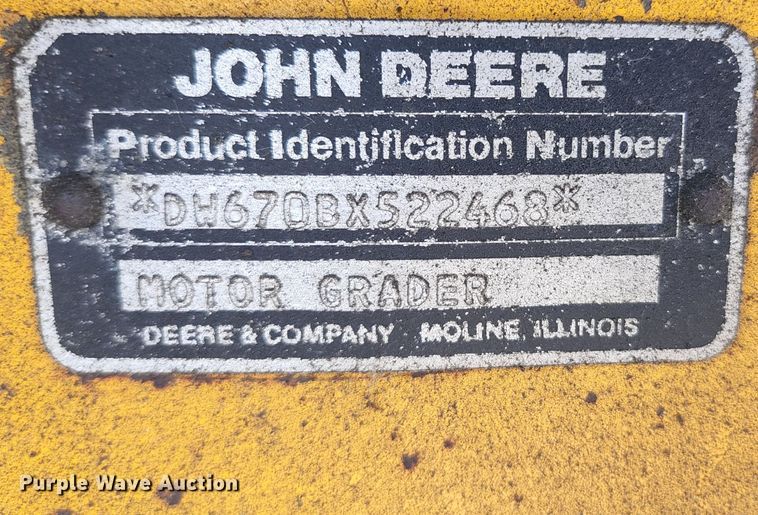 JOHN DEERE
Product Identification Number
*DW670BX522468*
MOTOR GRADER
DEERE & COMPANY MOLINE, ILLINOIS
Purple Wave Auction